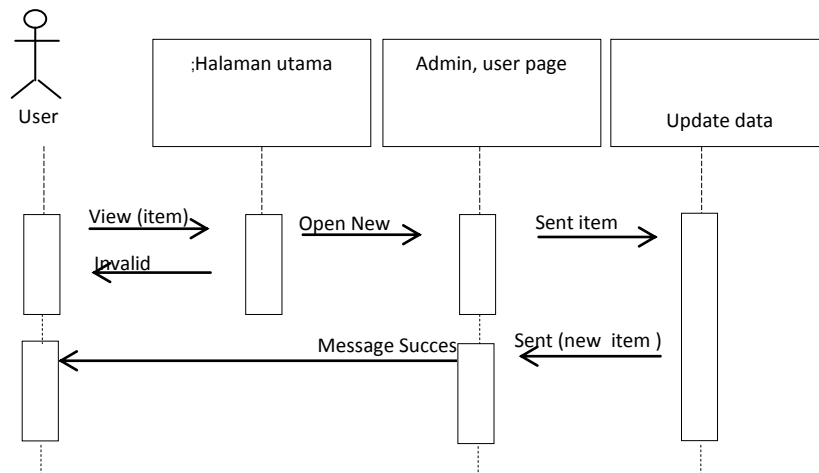 ;Halaman utama
Admin, user page
User
Update data
View (item)
Open New
Sent item
Invalid
Message Succes
Sent (new item )